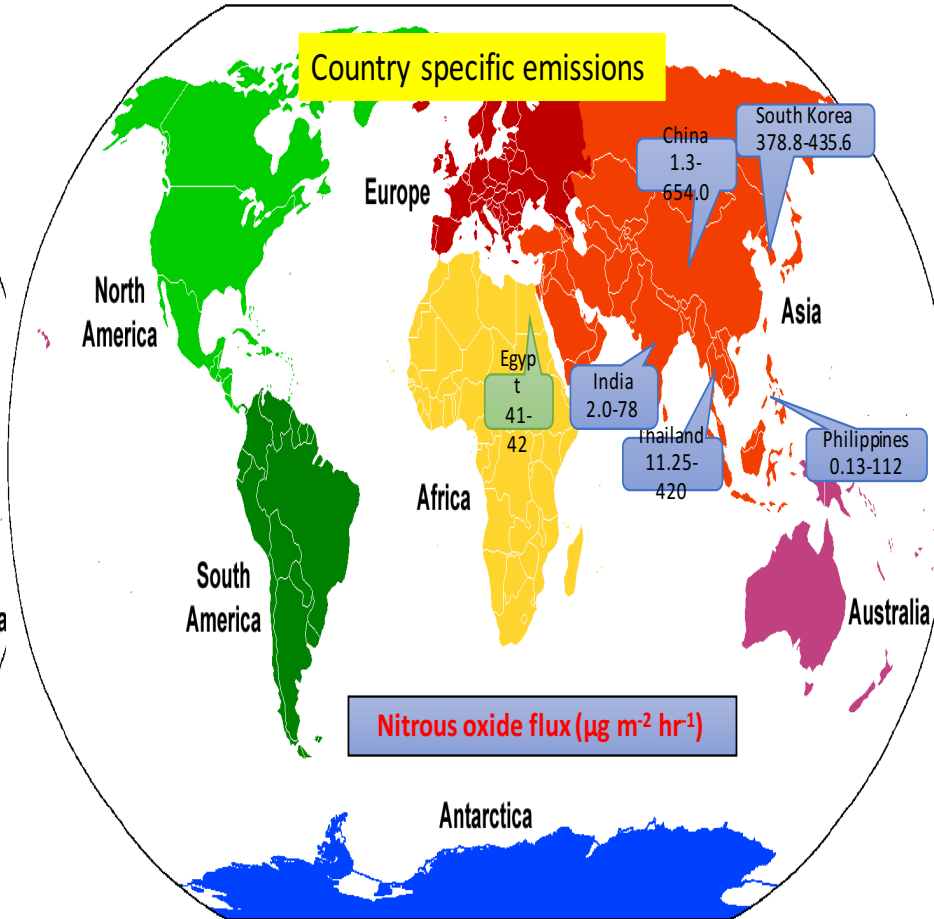 Country specific emissions
South Korea
378.8-435.6
China
1.3-
654.0
Europe
North
America
Asia
Egyp
t
41-
42
India
2.0-78
Thailand
11.25-
420
Philippines
0.13-112
Africa
South
America
Australia
a
Nitrous oxide flux (µg m⁻² hr⁻¹)
Antarctica